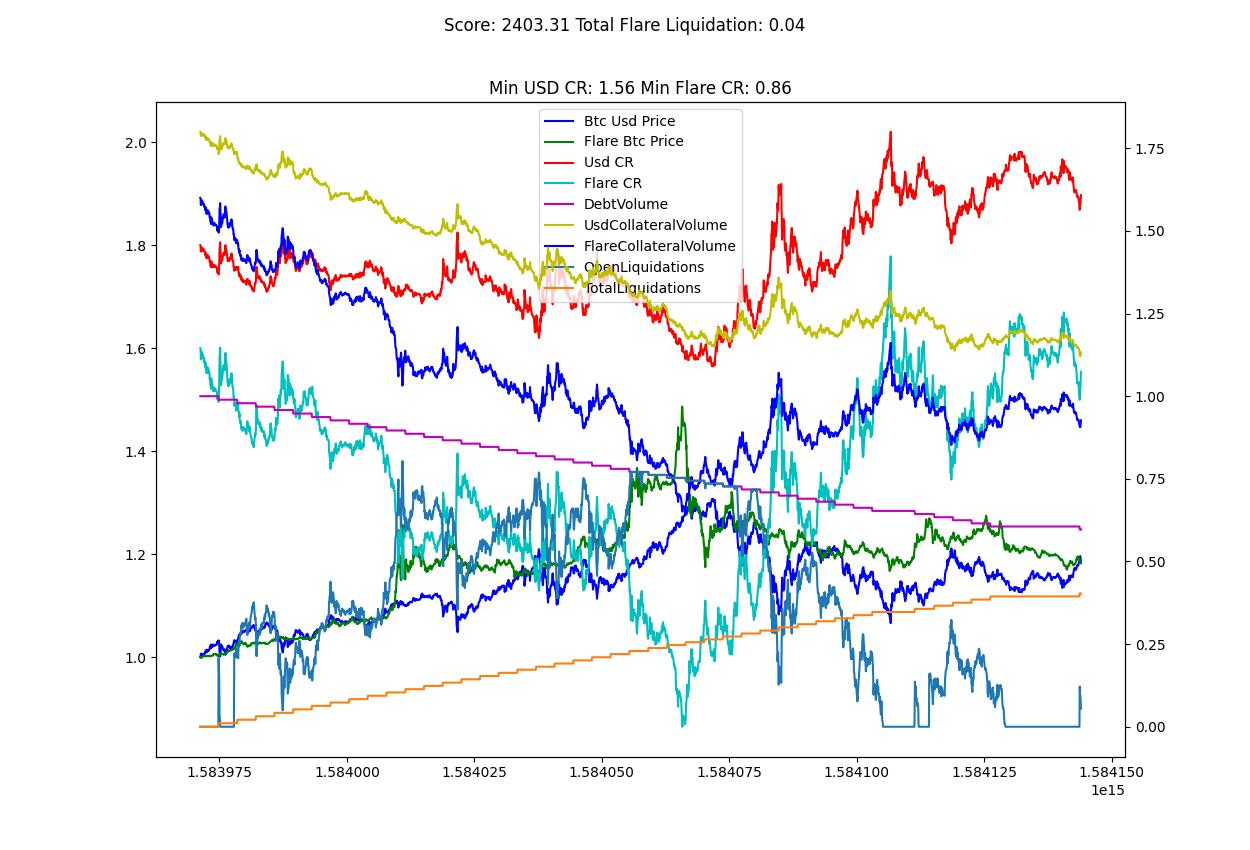 Score: 2403.31 Total Flare Liquidation: 0.04
Min USD CR: 1.56 Min Flare CR: 0.86
Btc Usd Price
Flare Btc Price
Usd CR
Flare CR
DebtVolume
UsdCollateralVolume
FlareCollateralVolume
OpenLiquidations
TotalLiquidations
2.0
1.8
1.6
1.4
1.2
1.0
1.75
1.50
1.25
1.00
0.75
0.50
0.25
0.00
1.583975 1.584000 1.584025 1.584050 1.584075 1.584100 1.584125 1.584150
1e15